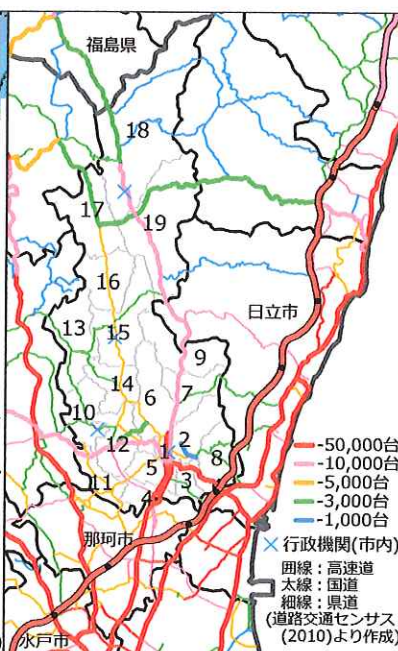 福島県
18
17
19
16
日立市
13
15
9
14
7
6
10
12
2
1
8
5
11
3
4
那珂市
水戸市
-50,000台
-10,000台
-5,000台
-3,000台
-1,000台
行政機関(市内)
囲線：高速道
太線：国道
細線：県道
(道路交通センサス
(2010)より作成)